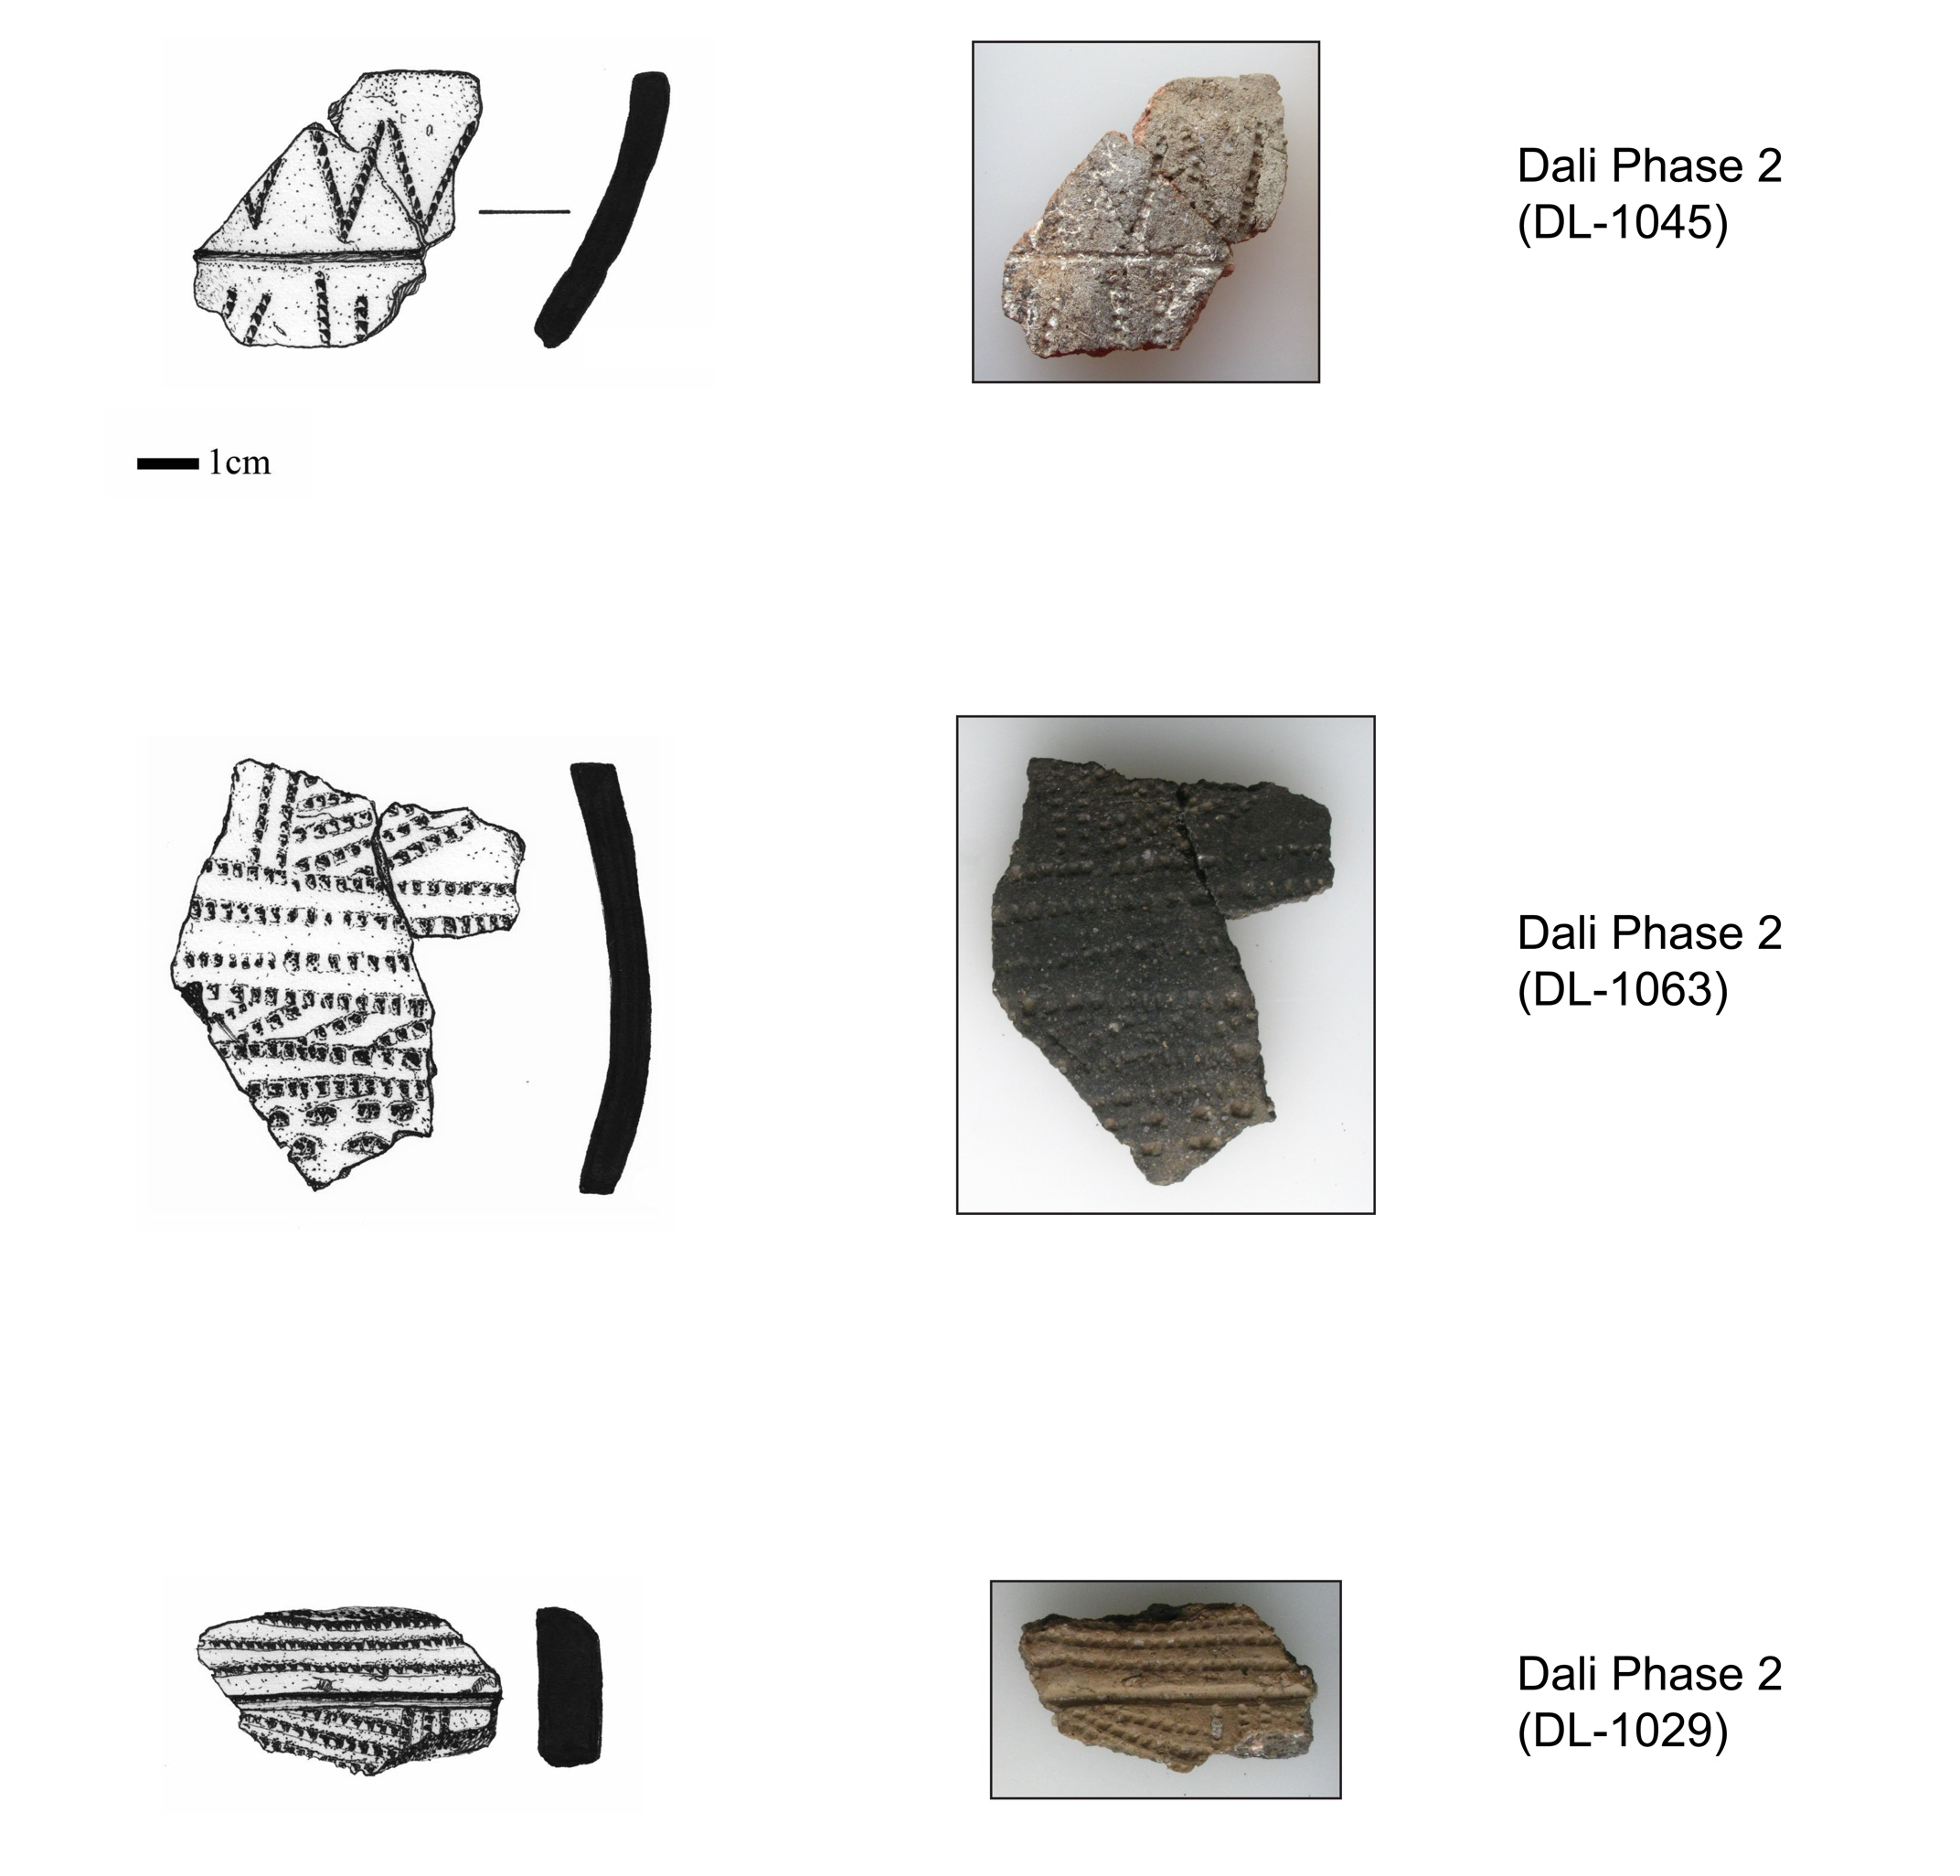 Dali Phase 2
(DL-1045)
1cm
Dali Phase 2
(DL-1063)
Dali Phase 2
(DL-1029)